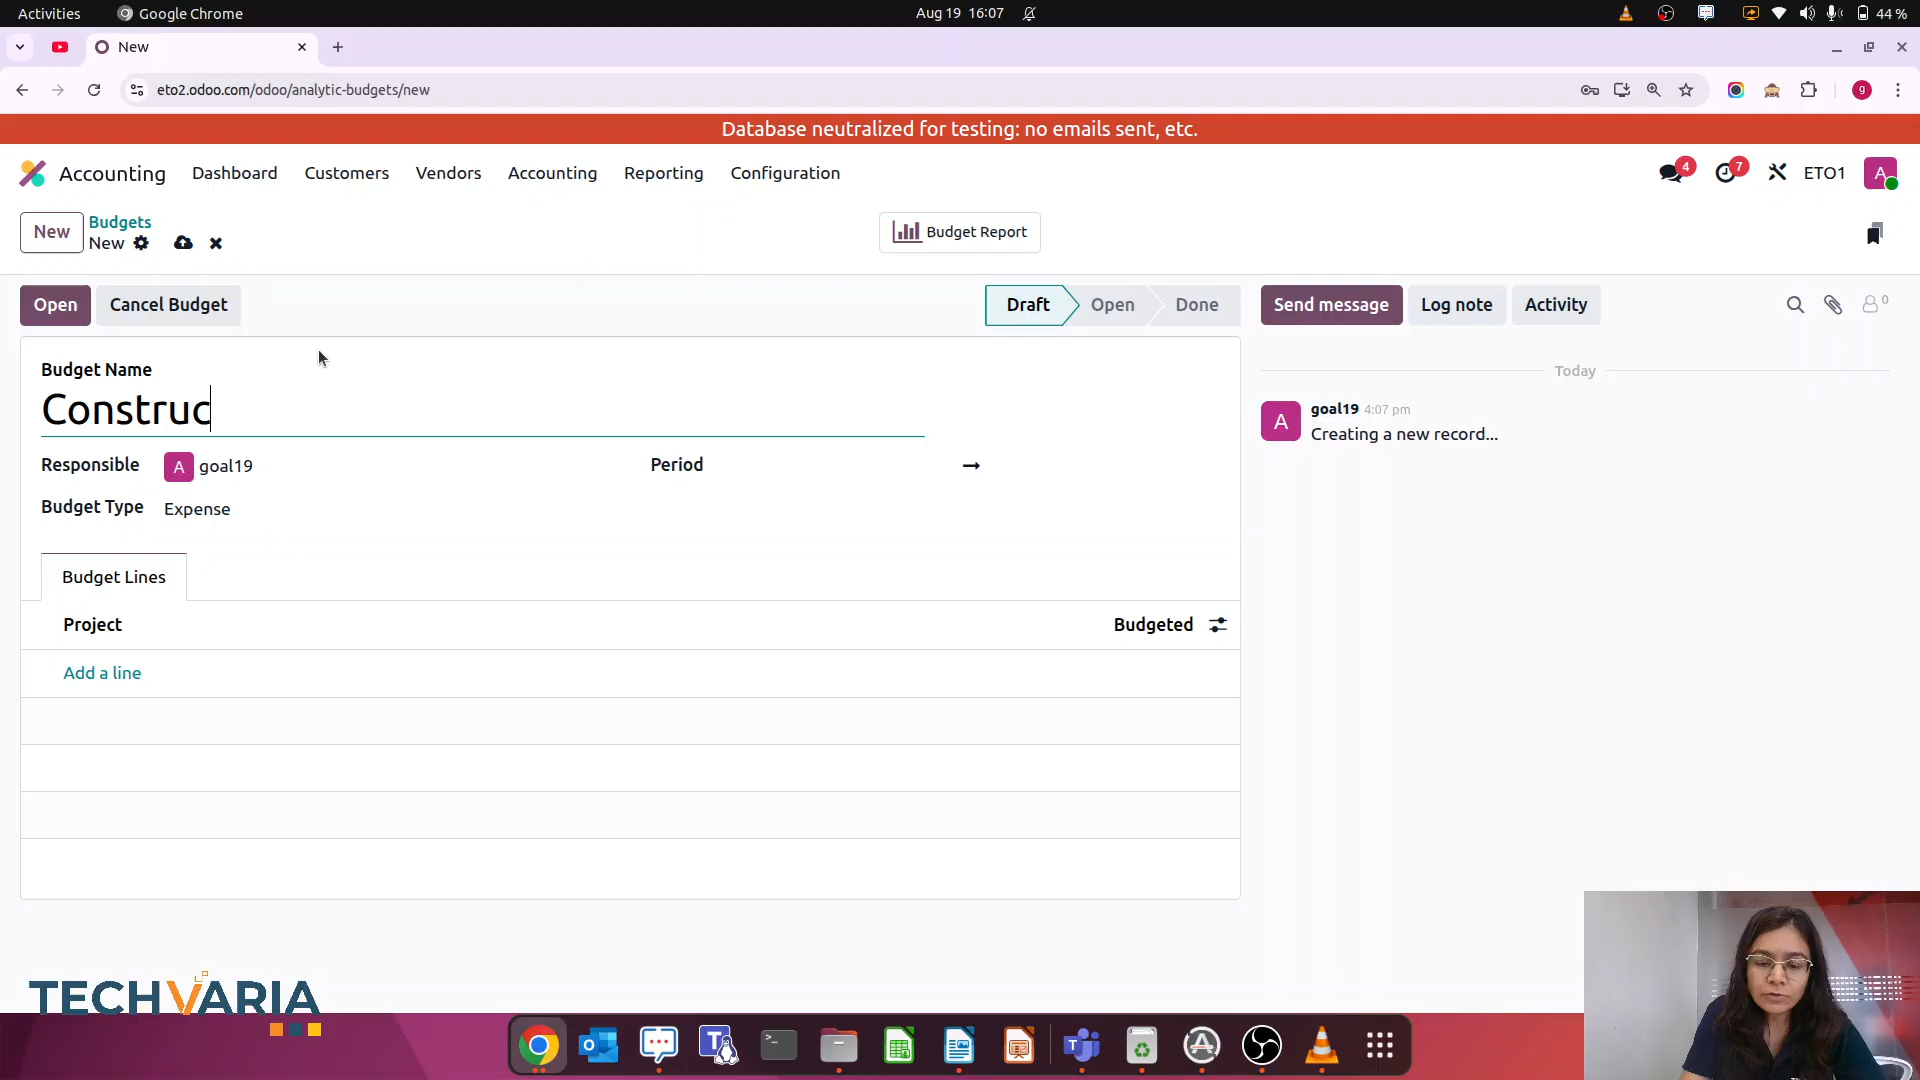 Activities
Google Chrome
Aug 19 16:07
44 %
New
eto2.odoo.com/odoo/analytic-budgets/new
g
Database neutralized for testing: no emails sent, etc.
Accounting
Dashboard
Customers
Vendors
Accounting
Reporting
Configuration
4
7
ETO1
A
New
Budgets
New
Budget Report
Open
Cancel Budget
Draft
Open
Done
Send message
Log note
Activity
0
Budget Name
Construc
Today
A
goal19 4:07 pm
Creating a new record...
Responsible
A
goal19
Period
Budget Type
Expense
Budget Lines
Project
Budgeted
Add a line
TECHVARIA